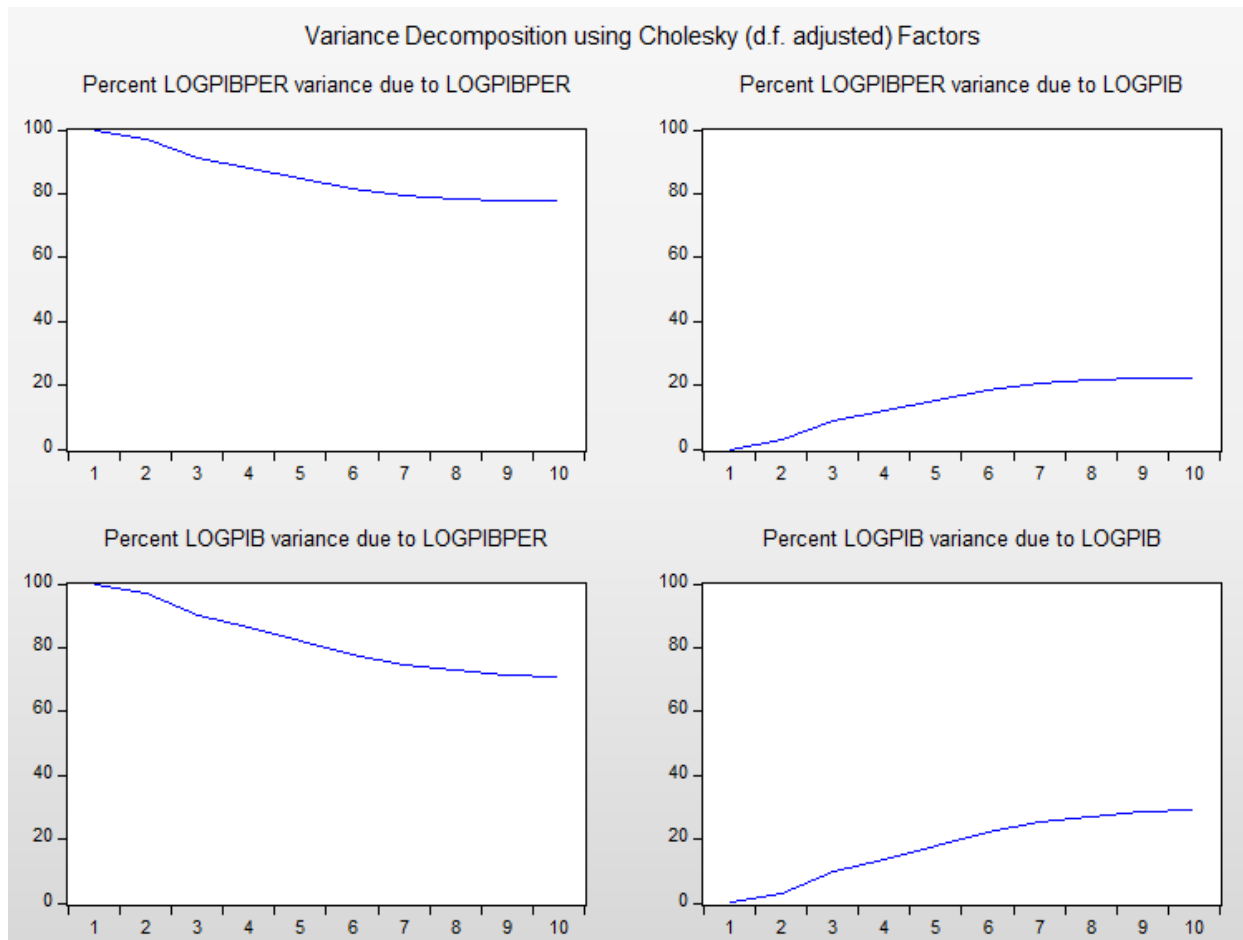 Variance Decomposition using Cholesky (d.f. adjusted) Factors
Percent LOGPIBPER variance due to LOGPIBPER
100
80
60
40
20
0
1 2 3 4 5 6 7 8 9 10
Percent LOGPIBPER variance due to LOGPIB
100
80
60
40
20
0
1 2 3 4 5 6 7 8 9 10
Percent LOGPIB variance due to LOGPIBPER
100
80
60
40
20
0
1 2 3 4 5 6 7 8 9 10
Percent LOGPIB variance due to LOGPIB
100
80
60
40
20
0
1 2 3 4 5 6 7 8 9 10